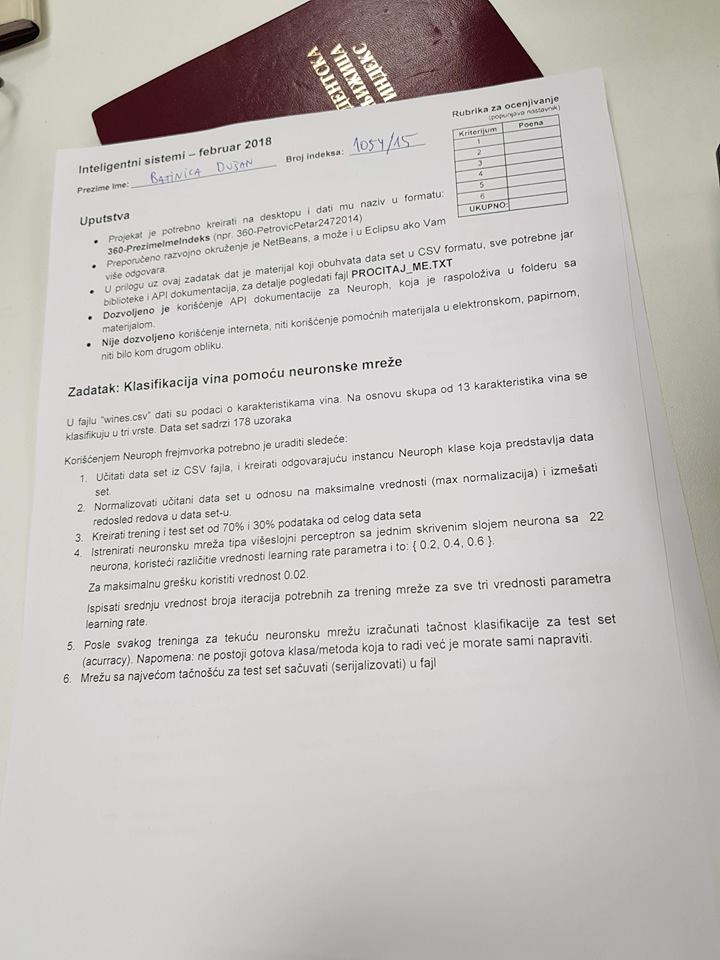 ДЕНТСКА
ЊИЖИЦА
ИНДЕКС
Inteligentni sistemi – februar 2018
Prezime Ime: BATINICA DUŠAN Broj indeksa: 1054/15
Rubrika za ocenjivanje
(popunjava nastavnik)
Kriterijum Poena
1
2
3
4
5
6
UKUPNO:
Uputstva
• Projekat je potrebno kreirati na desktopu i dati mu naziv u formatu:
360-PrezimeImeIndeks (npr. 360-PetrovicPetar2472014)
• Preporučeno razvojno okruženje je NetBeans, a može i u Eclipsu ako Vam
više odgovara.
• U prilogu uz ovaj zadatak dat je materijal koji obuhvata data set u CSV formatu, sve potrebne jar
biblioteke i API dokumentacija, za detalje pogledati fajl PROCITAJ_ME.TXT
• Dozvoljeno je korišćenje API dokumentacije za Neuroph, koja je raspoloživa u folderu sa
materijalom.
• Nije dozvoljeno korišćenje interneta, niti korišćenje pomoćnih materijala u elektronskom, papirnom,
niti bilo kom drugom obliku.
Zadatak: Klasifikacija vina pomoću neuronske mreže
U fajlu "wines.csv" dati su podaci o karakteristikama vina. Na osnovu skupa od 13 karakteristika vina se
klasifikuju u tri vrste. Data set sadrzi 178 uzoraka
Korišćenjem Neuroph frejmvorka potrebno je uraditi sledeće:
1. Učitati data set iz CSV fajla, i kreirati odgovarajuću instancu Neuroph klase koja predstavlja data
set.
2. Normalizovati učitani data set u odnosu na maksimalne vrednosti (max normalizacija) i izmešati
redosled redova u data set-u.
3. Kreirati trening i test set od 70% i 30% podataka od celog data seta
4. Istrenirati neuronsku mreža tipa višeslojni perceptron sa jednim skrivenim slojem neurona sa 22
neurona, koristeći različitie vrednosti learning rate parametra i to: { 0.2, 0.4, 0.6 }.
Za maksimalnu grešku koristiti vrednost 0.02.
Ispisati srednju vrednost broja iteracija potrebnih za trening mreže za sve tri vrednosti parametra
learning rate.
5. Posle svakog treninga za tekuću neuronsku mrežu izračunati tačnost klasifikacije za test set
(acurracy). Napomena: ne postoji gotova klasa/metoda koja to radi već je morate sami napraviti.
6. Mrežu sa najvećom tačnošću za test set sačuvati (serijalizovati) u fajl